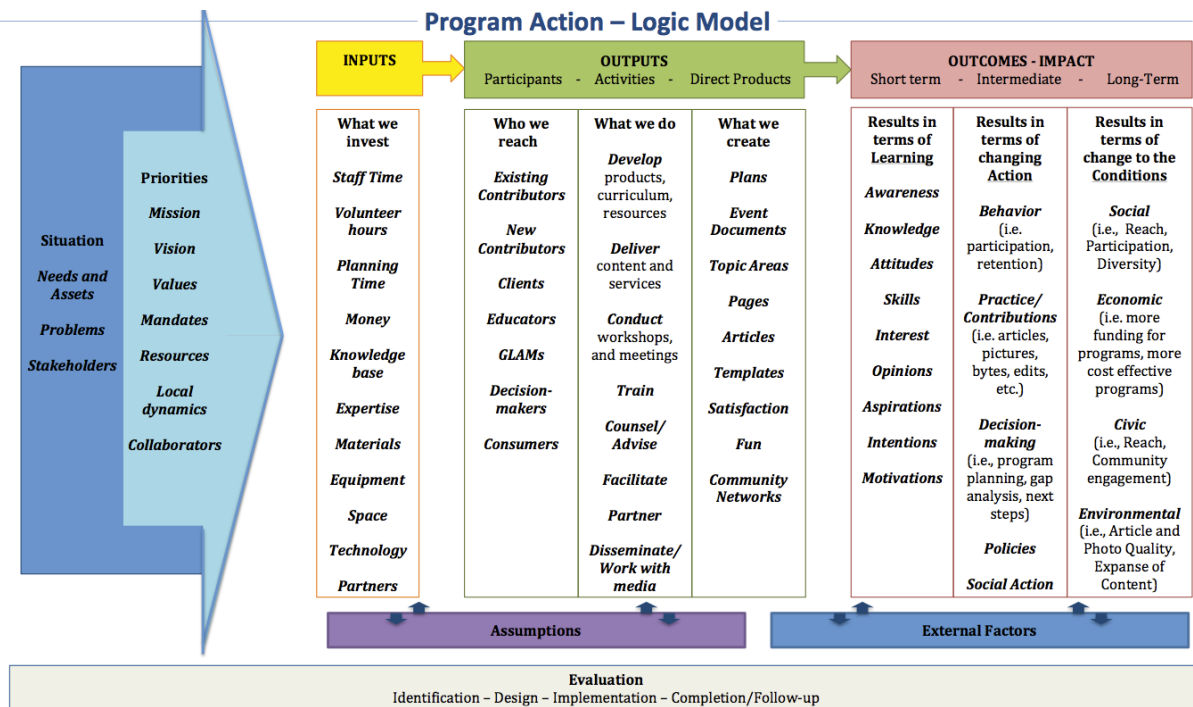 Program Action – Logic Model
Situation
Needs and
Assets
Problems
Stakeholders
Priorities
Mission
Vision
Values
Mandates
Resources
Local
dynamics
Collaborators
INPUTS
What we
invest
Staff Time
Volunteer
hours
Planning
Time
Money
Knowledge
base
Expertise
Materials
Equipment
Space
Technology
Partners
OUTPUTS
Participants - Activities - Direct Products
Who we
reach
Existing
Contributors
New
Contributors
Clients
Educators
GLAMs
Decision-
makers
Consumers
What we do
Develop
products,
curriculum,
resources
Deliver
content and
services
Conduct
workshops,
and meetings
Train
Counsel/
Advise
Facilitate
Partner
Disseminate/
Work with
media
What we
create
Plans
Event
Documents
Topic Areas
Pages
Articles
Templates
Satisfaction
Fun
Community
Networks
OUTCOMES - IMPACT
Short term - Intermediate - Long-Term
Results in
terms of
Learning
Awareness
Knowledge
Attitudes
Skills
Interest
Opinions
Aspirations
Intentions
Motivations
Results in
terms of
changing
Action
Behavior
(i.e.
participation,
retention)
Practice/
Contributions
(i.e. articles,
pictures,
bytes, edits,
etc.)
Decision-
making
(i.e., program
planning, gap
analysis, next
steps)
Policies
Social Action
Results in
terms of
change to the
Conditions
Social
(i.e., Reach,
Participation,
Diversity)
Economic
(i.e. more
funding for
programs, more
cost effective
programs)
Civic
(i.e., Reach,
Community
engagement)
Environmental
(i.e., Article and
Photo Quality,
Expanse of
Content)
Assumptions
External Factors
Evaluation
Identification – Design – Implementation – Completion/Follow-up